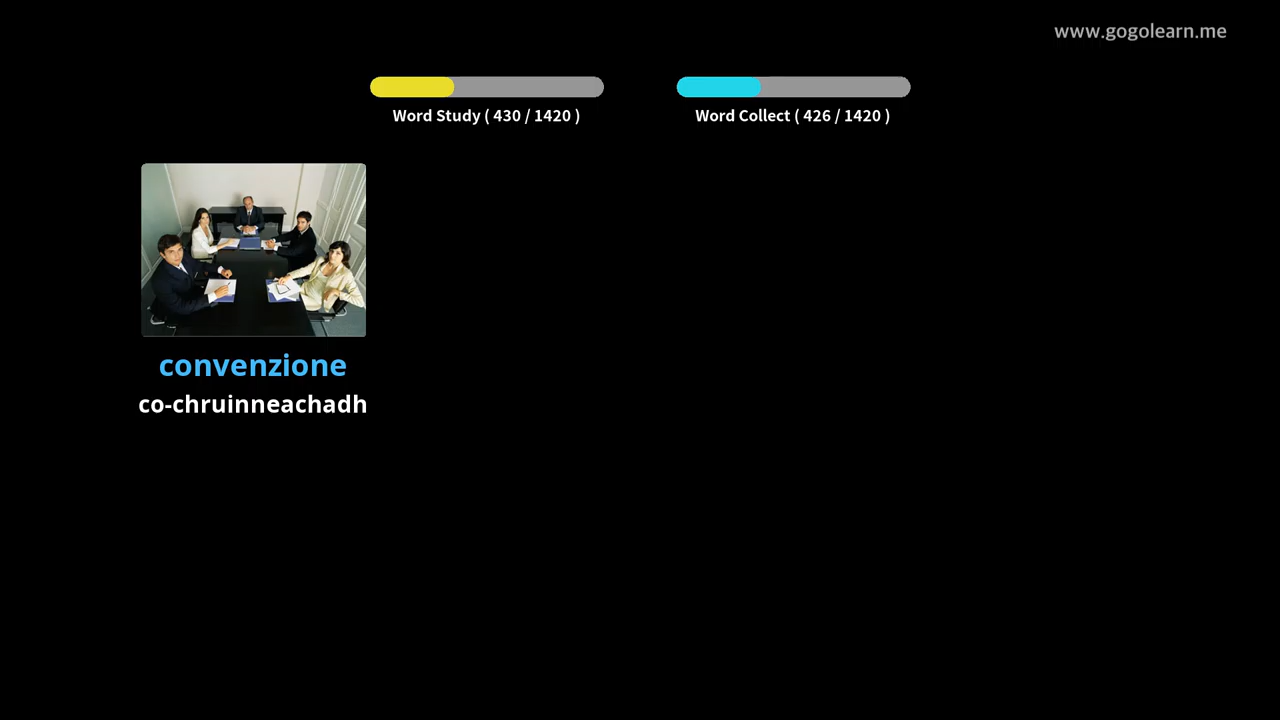 www.gogolearn.me
Word Study ( 430 / 1420 )
Word Collect ( 426 / 1420 )
convenzione
co-chruinneachadh